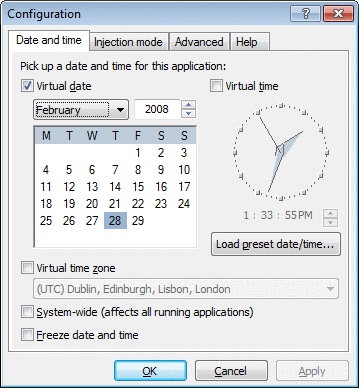 Configuration
Date and time Injection mode Advanced Help
Pick up a date and time for this application:
Virtual date Virtual time
February 2008
M T W T F S S
1 2 3
4 5 6 7 8 9 10
11 12 13 14 15 16 17
18 19 20 21 22 23 24
25 26 27 28 29
1 : 33 : 55 PM
Load preset date/time...
Virtual time zone
(UTC) Dublin, Edinburgh, Lisbon, London
System-wide (affects all running applications)
Freeze date and time
OK Cancel Apply